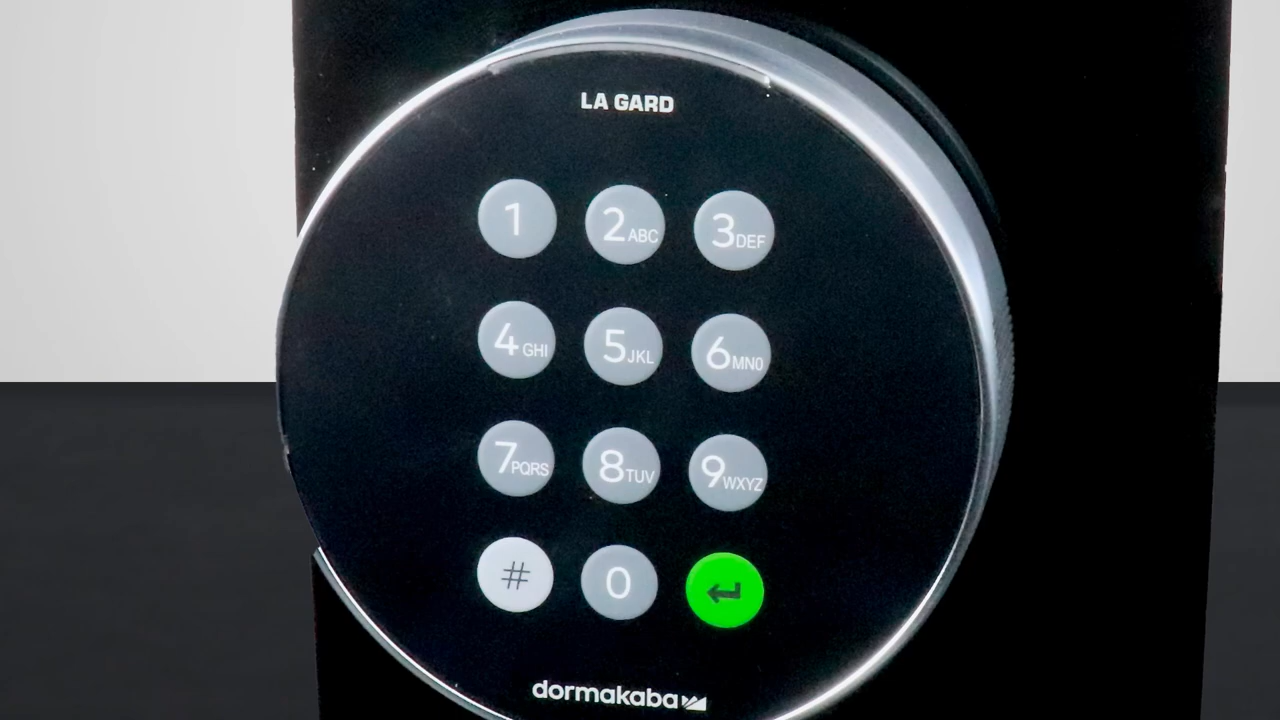 LA GARD
1 2ABC 3DEF
4GHI 5JKL 6MNO
7PQRS 8TUV 9WXYZ
# 0
dormakaba